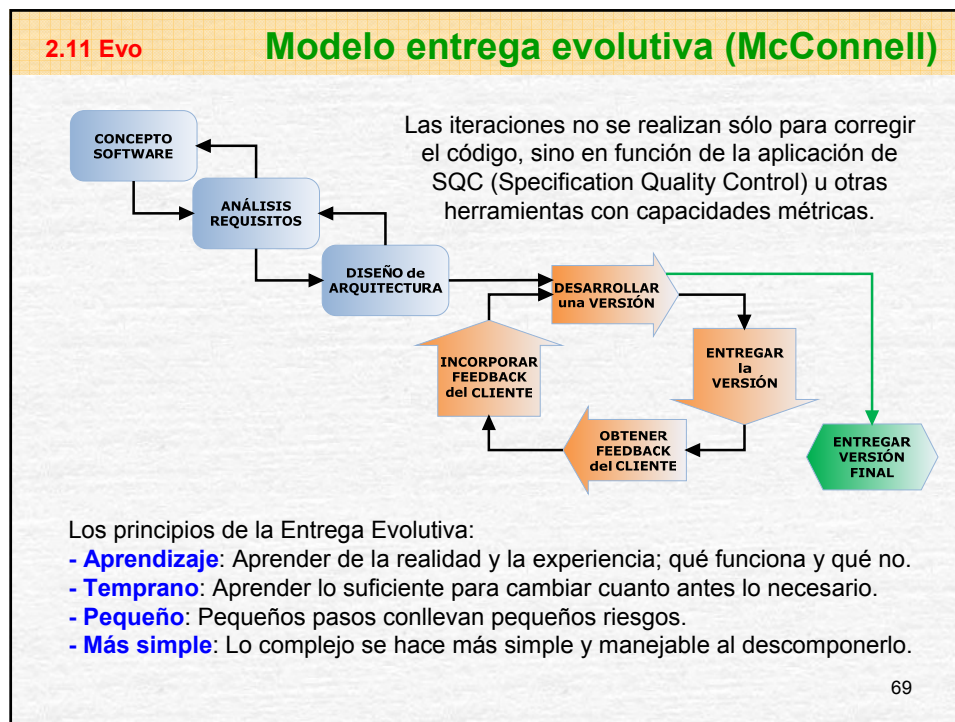 2.11 Evo
Modelo entrega evolutiva (McConnell)
Las iteraciones no se realizan sólo para corregir
el código, sino en función de la aplicación de
SQC (Specification Quality Control) u otras
herramientas con capacidades métricas.
CONCEPTO
SOFTWARE
ANÁLISIS
REQUISITOS
DISEÑO de
ARQUITECTURA
DESARROLLAR
una VERSIÓN
ENTREGAR
la
VERSIÓN
INCORPORAR
FEEDBACK
del CLIENTE
OBTENER
FEEDBACK
del CLIENTE
ENTREGAR
VERSIÓN
FINAL
Los principios de la Entrega Evolutiva:
- Aprendizaje: Aprender de la realidad y la experiencia; qué funciona y qué no.
- Temprano: Aprender lo suficiente para cambiar cuanto antes lo necesario.
- Pequeño: Pequeños pasos conllevan pequeños riesgos.
- Más simple: Lo complejo se hace más simple y manejable al descomponerlo.
69